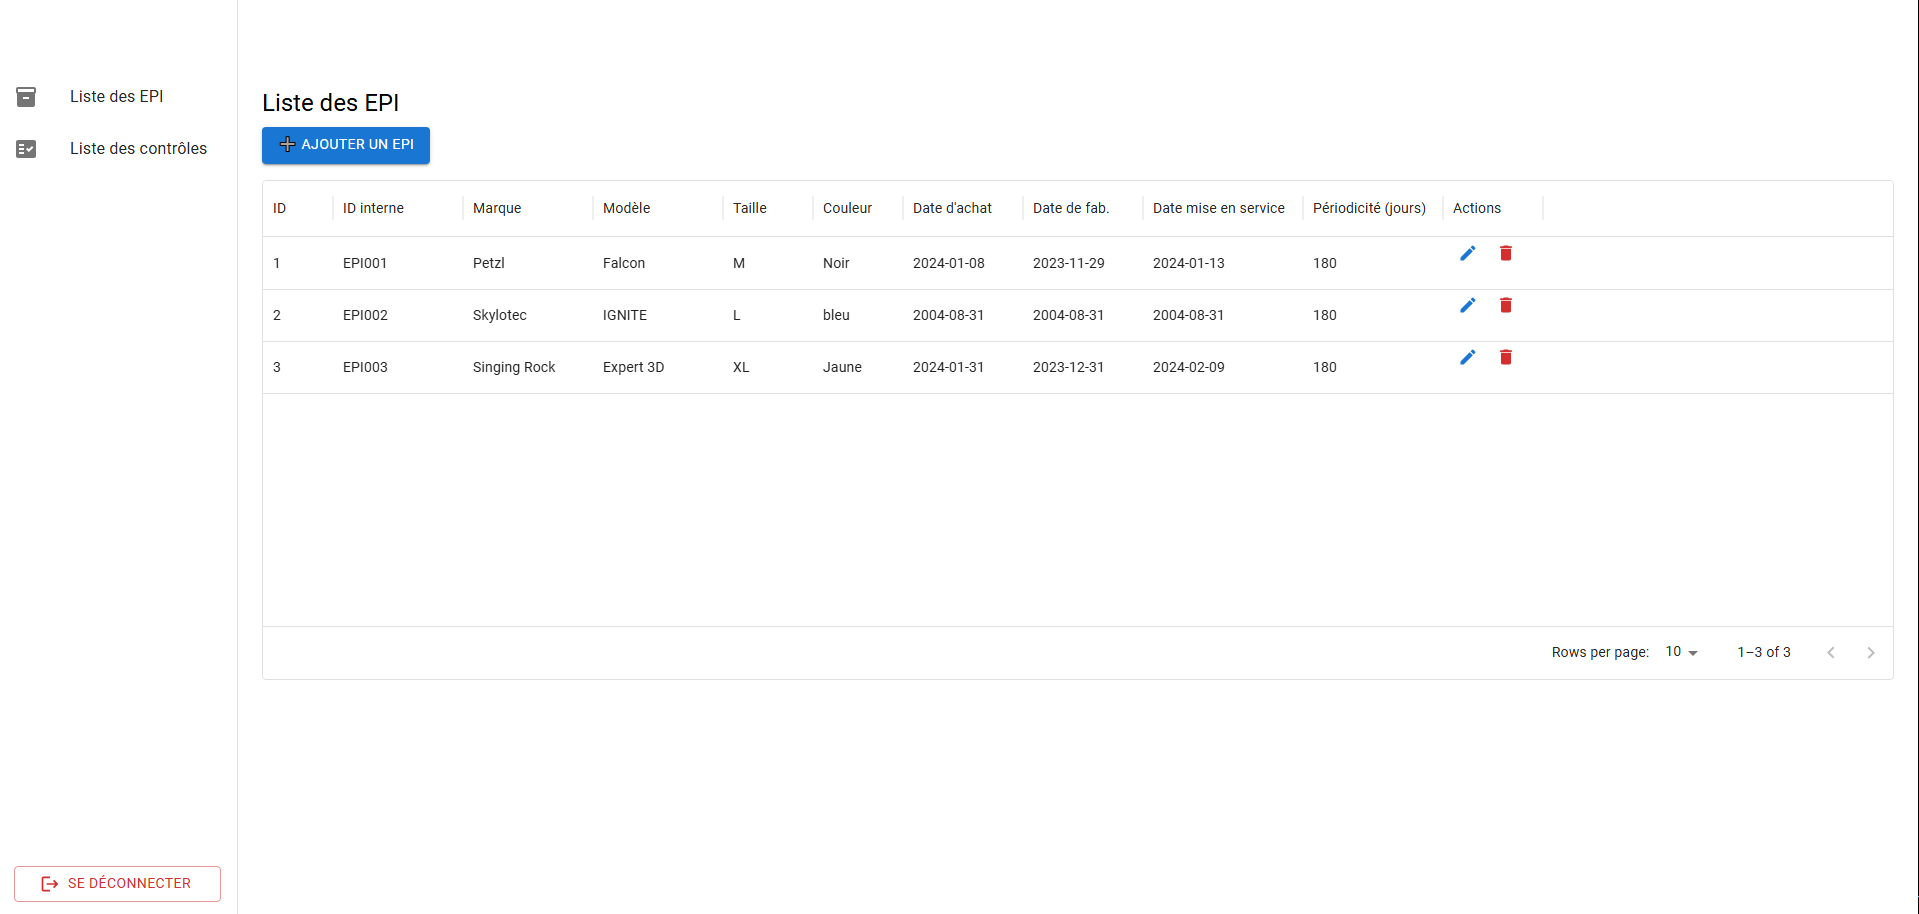 Liste des EPI
Liste des contrôles
SE DÉCONNECTER
Liste des EPI
AJOUTER UN EPI
ID ID interne Marque Modèle Taille Couleur Date d'achat Date de fab. Date mise en service Périodicité (jours) Actions
1 EPI001 Petzl Falcon M Noir 2024-01-08 2023-11-29 2024-01-13 180
2 EPI002 Skylotec IGNITE L bleu 2004-08-31 2004-08-31 2004-08-31 180
3 EPI003 Singing Rock Expert 3D XL Jaune 2024-01-31 2023-12-31 2024-02-09 180
Rows per page: 10 1–3 of 3